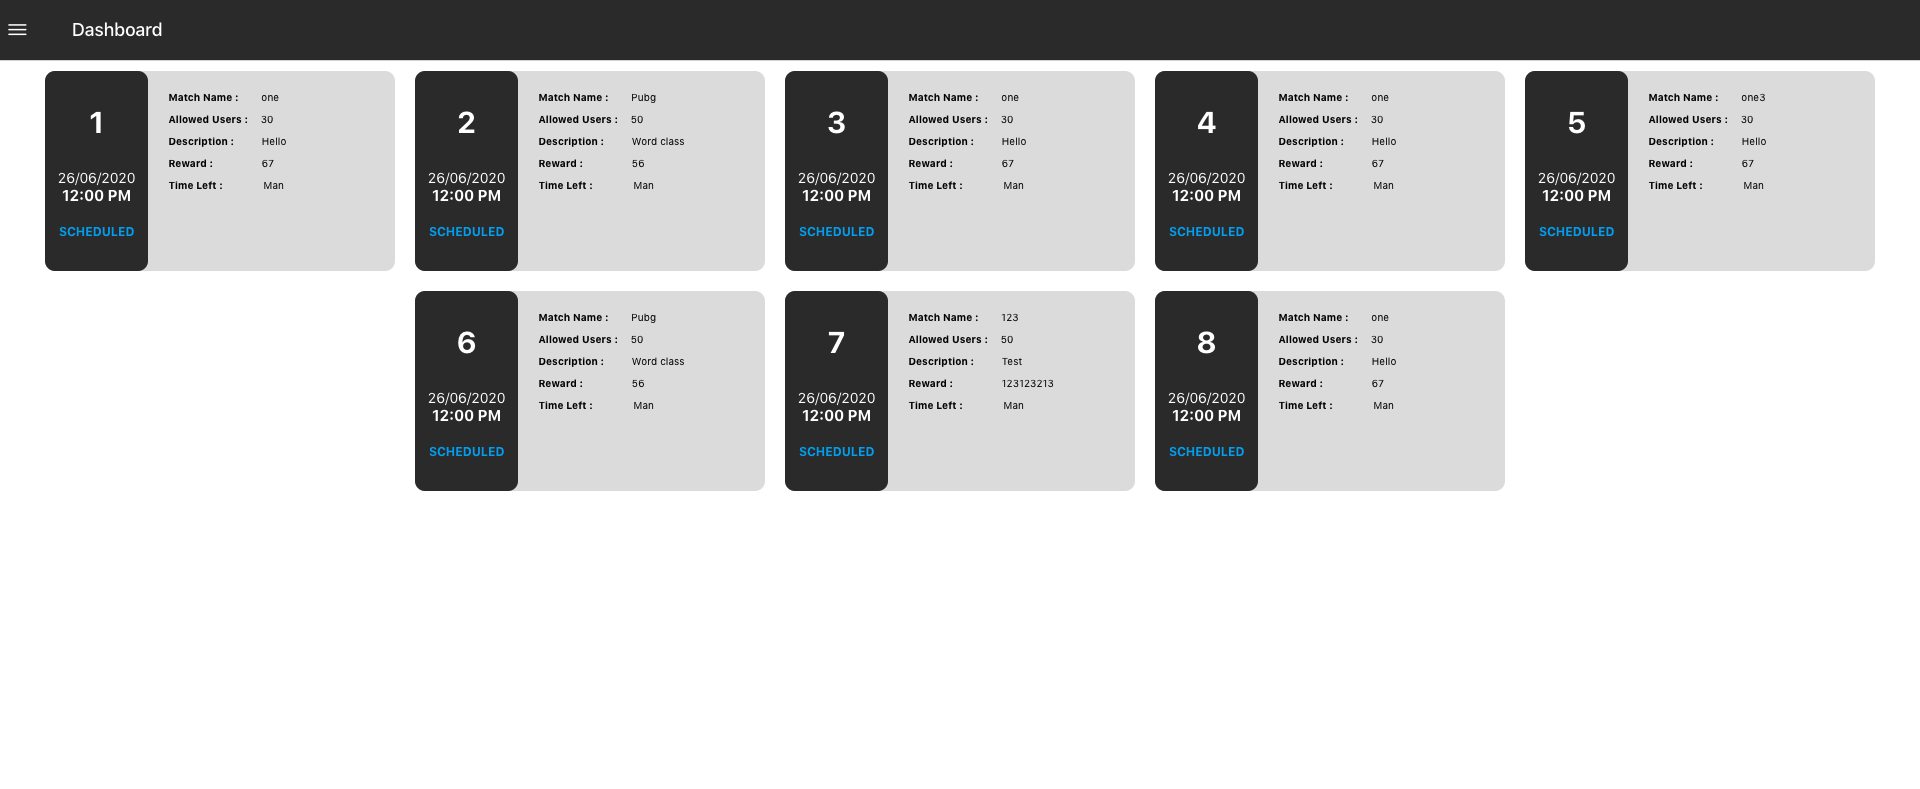 Dashboard
1
26/06/2020
12:00 PM
SCHEDULED
Match Name : one
Allowed Users : 30
Description : Hello
Reward : 67
Time Left : Man
2
26/06/2020
12:00 PM
SCHEDULED
Match Name : Pubg
Allowed Users : 50
Description : Word class
Reward : 56
Time Left : Man
3
26/06/2020
12:00 PM
SCHEDULED
Match Name : one
Allowed Users : 30
Description : Hello
Reward : 67
Time Left : Man
4
26/06/2020
12:00 PM
SCHEDULED
Match Name : one
Allowed Users : 30
Description : Hello
Reward : 67
Time Left : Man
5
26/06/2020
12:00 PM
SCHEDULED
Match Name : one3
Allowed Users : 30
Description : Hello
Reward : 67
Time Left : Man
6
26/06/2020
12:00 PM
SCHEDULED
Match Name : Pubg
Allowed Users : 50
Description : Word class
Reward : 56
Time Left : Man
7
26/06/2020
12:00 PM
SCHEDULED
Match Name : 123
Allowed Users : 50
Description : Test
Reward : 123123213
Time Left : Man
8
26/06/2020
12:00 PM
SCHEDULED
Match Name : one
Allowed Users : 30
Description : Hello
Reward : 67
Time Left : Man